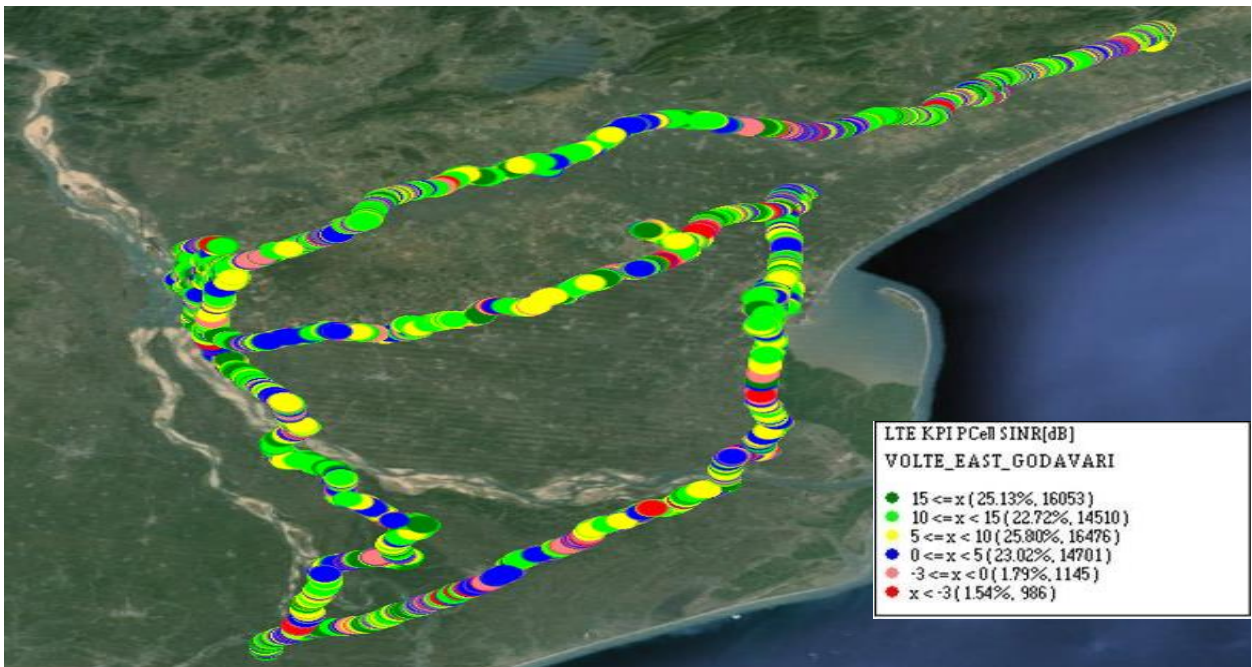 LTE KPI PCell SINR[dB]
VOLTE_EAST_GODAVARI
15 <= x ( 25.13%, 16053 )
10 <= x < 15 ( 22.72%, 14510 )
5 <= x < 10 ( 25.80%, 16476 )
0 <= x < 5 ( 23.02%, 14701 )
-3 <= x < 0 ( 1.79%, 1145 )
x < -3 ( 1.54%, 986 )